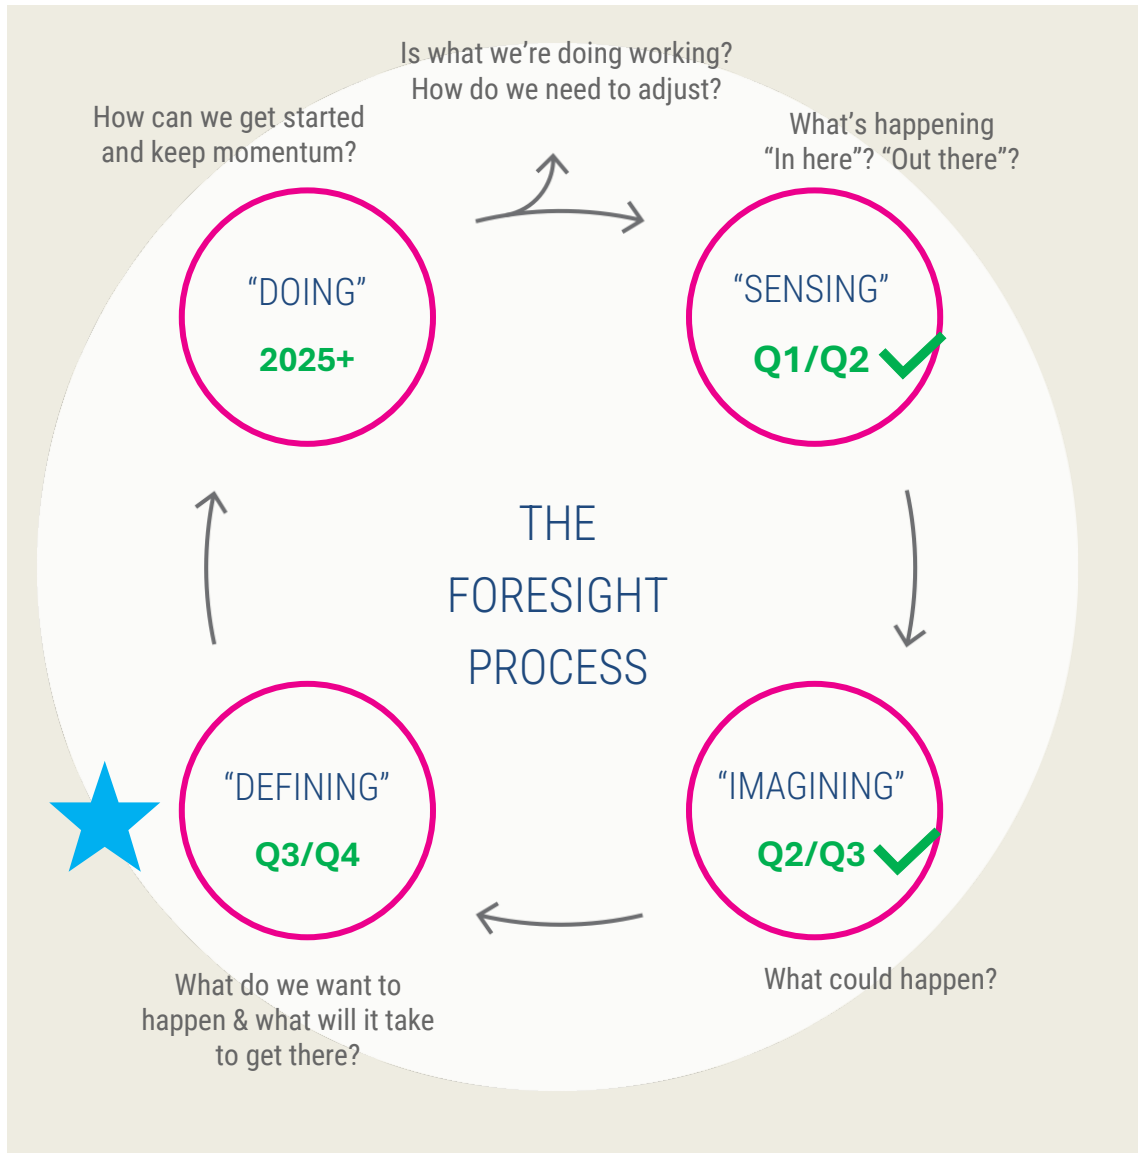 Is what we’re doing working?
How do we need to adjust?
How can we get started
and keep momentum?
What’s happening
“In here”? “Out there”?
“DOING”
2025+
“SENSING”
Q1/Q2
THE
FORESIGHT
PROCESS
“DEFINING”
Q3/Q4
“IMAGINING”
Q2/Q3
What do we want to
happen & what will it take
to get there?
What could happen?